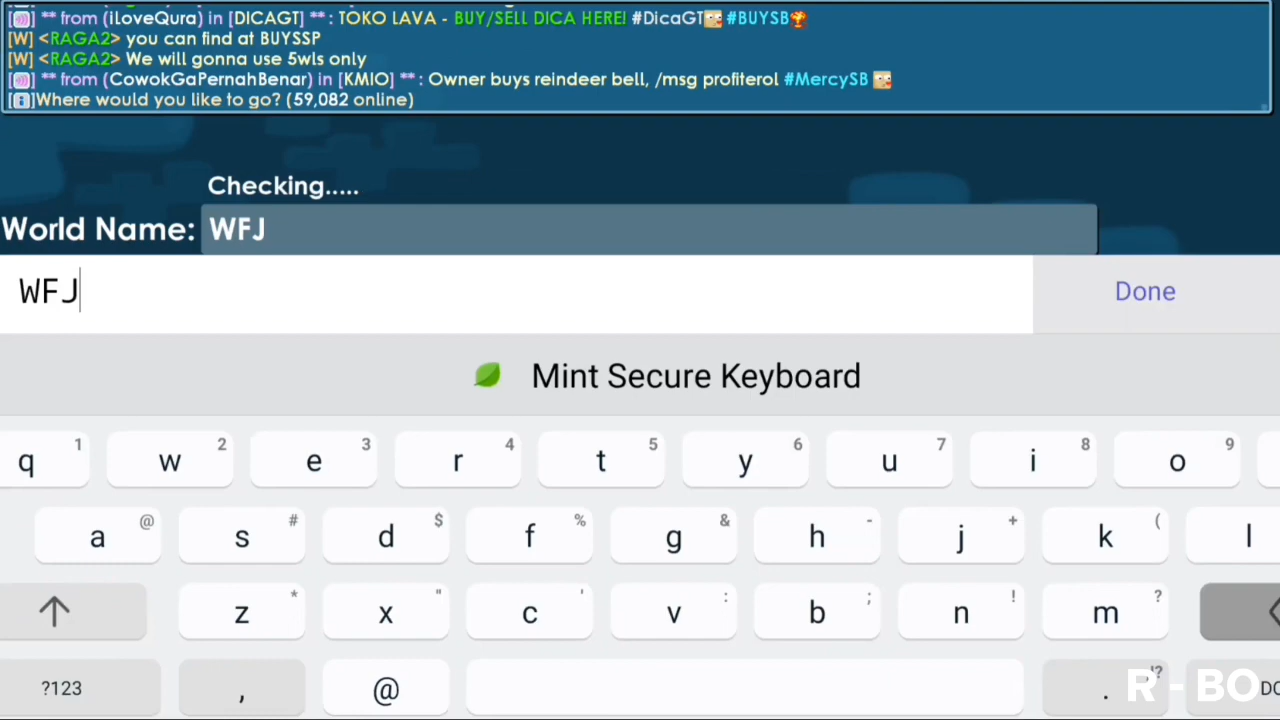 ** from (iLoveQura) in [DICAGT] ** : TOKO LAVA - BUY/SELL DICA HERE! #DicaGT #BUYSB
[W] <RAGA2> you can find at BUYSSP
[W] <RAGA2> We will gonna use 5wls only
** from (CowokGaPernahBenar) in [KMIO] ** : Owner buys reindeer bell, /msg profiterol #MercySB
Where would you like to go? (59,082 online)
Checking.....
World Name: WFJ
WFJ Done
Mint Secure Keyboard
q 1 w 2 e 3 r 4 t 5 y 6 u 7 i 8 o 9
a @ s # d $ f % g & h - j + k ( l
z * x " c ' v : b ; n ! m ?
?123 , @ . !?
R - BO